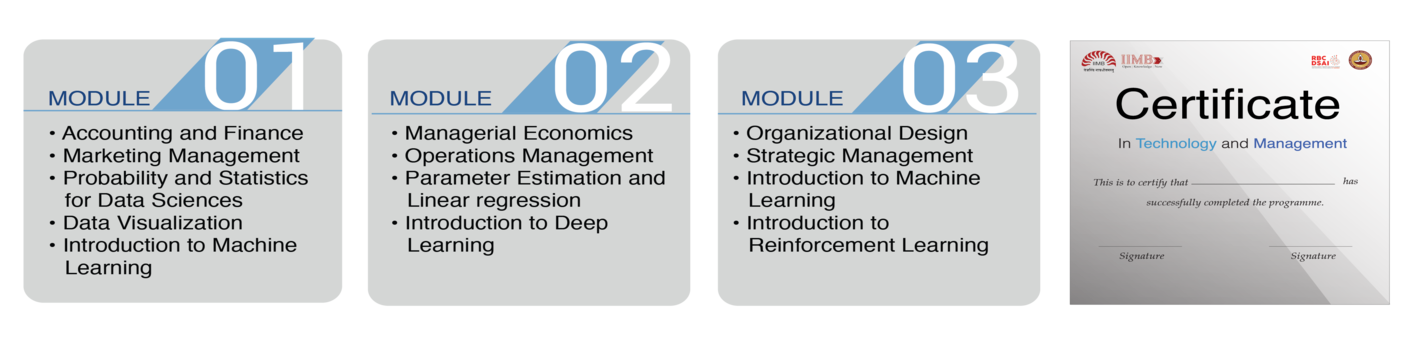 MODULE 01
• Accounting and Finance
• Marketing Management
• Probability and Statistics
for Data Sciences
• Data Visualization
• Introduction to Machine
Learning
MODULE 02
• Managerial Economics
• Operations Management
• Parameter Estimation and
Linear regression
• Introduction to Deep
Learning
MODULE 03
• Organizational Design
• Strategic Management
• Introduction to Machine
Learning
• Introduction to
Reinforcement Learning
IIMB
IIMB
RBC
DSAI
Certificate
In Technology and Management
This is to certify that has
successfully completed the programme.
Signature Signature